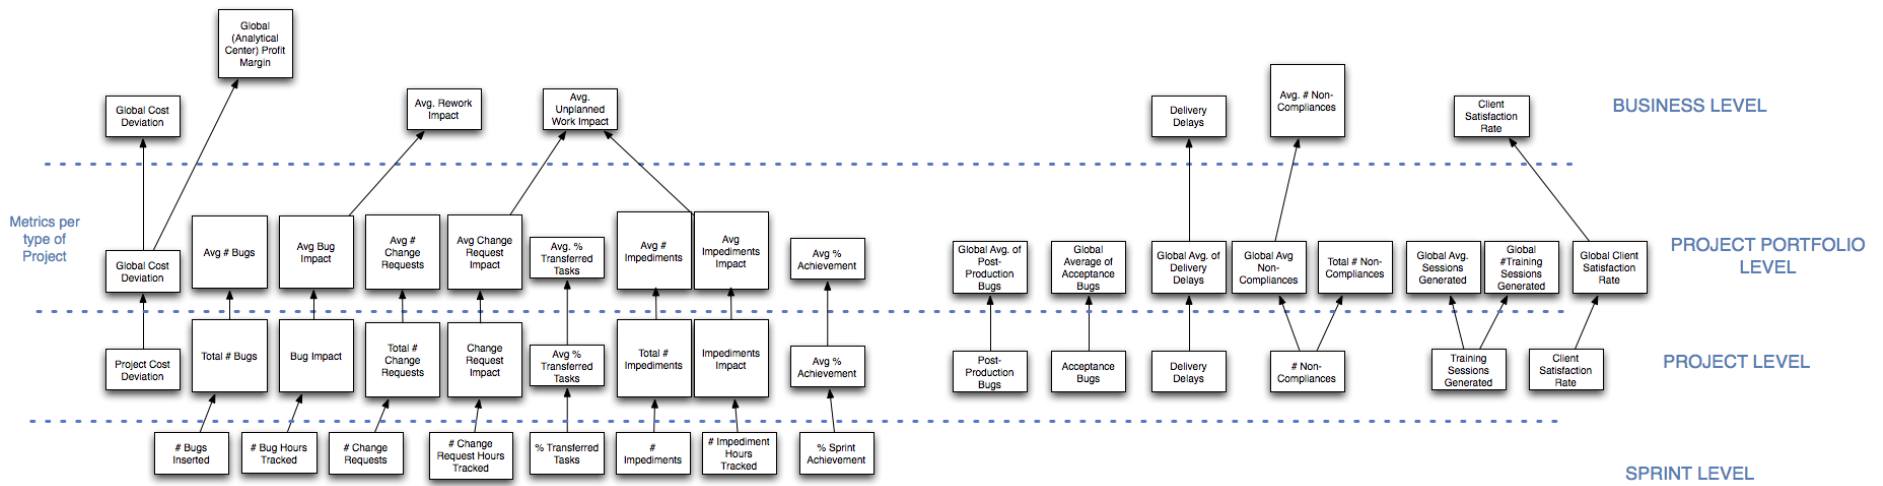 Global
(Analytical
Center) Profit
Margin
Global Cost
Deviation
Avg. Rework
Impact
Avg.
Unplanned
Work Impact
Delivery
Delays
Avg. # Non-
Compliances
Client
Satisfaction
Rate
BUSINESS LEVEL
Metrics per
type of
Project
Global Cost
Deviation
Avg # Bugs
Avg Bug
Impact
Avg #
Change
Requests
Avg Change
Request
Impact
Avg. %
Transferred
Tasks
Avg #
Impediments
Avg
Impediments
Impact
Avg %
Achievement
Global Avg. of
Post-
Production
Bugs
Global
Average of
Acceptance
Bugs
Global Avg. of
Delivery
Delays
Global Avg
Non-
Compliances
Total # Non-
Compliances
Global Avg.
Sessions
Generated
Global
#Training
Sessions
Generated
Global Client
Satisfaction
Rate
PROJECT PORTFOLIO
LEVEL
Project Cost
Deviation
Total # Bugs
Bug Impact
Total #
Change
Requests
Change
Request
Impact
Avg %
Transferred
Tasks
Total #
Impediments
Impediments
Impact
Avg %
Achievement
Post-
Production
Bugs
Acceptance
Bugs
Delivery
Delays
# Non-
Compliances
Training
Sessions
Generated
Client
Satisfaction
Rate
PROJECT LEVEL
# Bugs
Inserted
# Bug Hours
Tracked
# Change
Requests
# Change
Request Hours
Tracked
% Transferred
Tasks
#
Impediments
# Impediment
Hours
Tracked
% Sprint
Achievement
SPRINT LEVEL